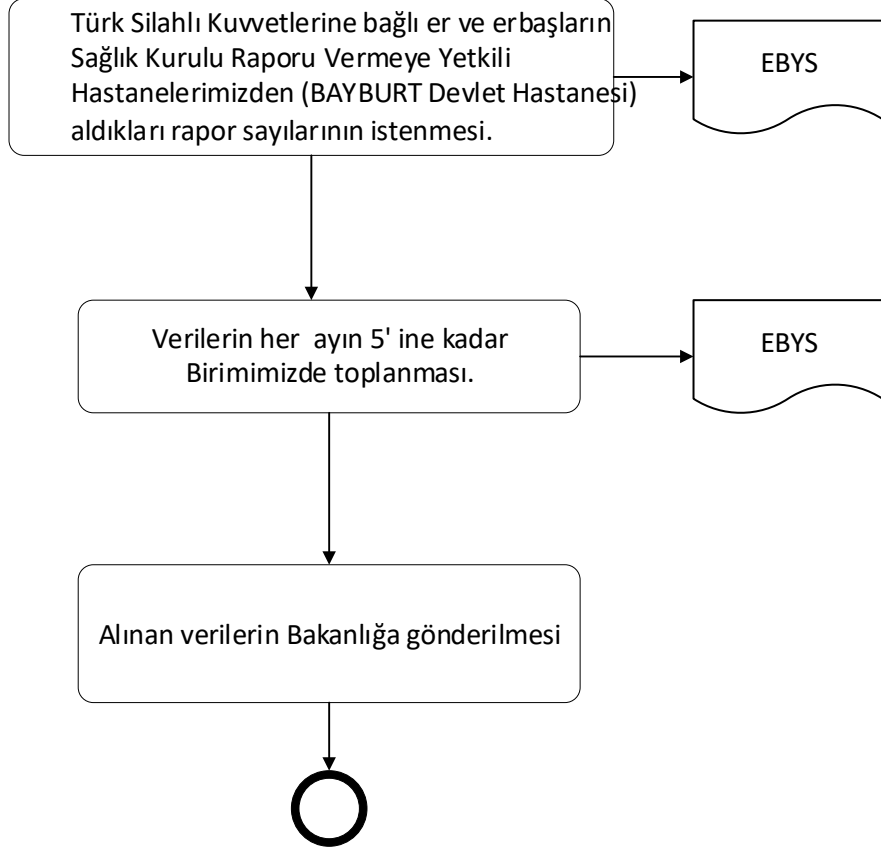 Türk Silahlı Kuvvetlerine bağlı er ve erbaşların
Sağlık Kurulu Raporu Vermeye Yetkili
Hastanelerimizden (BAYBURT Devlet Hastanesi)
aldıkları rapor sayılarının istenmesi.
EBYS
Verilerin her ayın 5' ine kadar
Birimimizde toplanması.
EBYS
Alınan verilerin Bakanlığa gönderilmesi